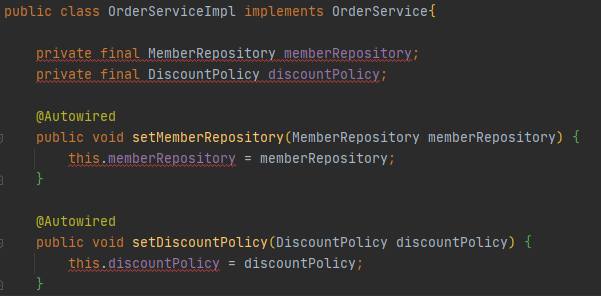 public class OrderServiceImpl implements OrderService{
private final MemberRepository memberRepository;
private final DiscountPolicy discountPolicy;
@Autowired
public void setMemberRepository(MemberRepository memberRepository) {
this.memberRepository = memberRepository;
}
@Autowired
public void setDiscountPolicy(DiscountPolicy discountPolicy) {
this.discountPolicy = discountPolicy;
}